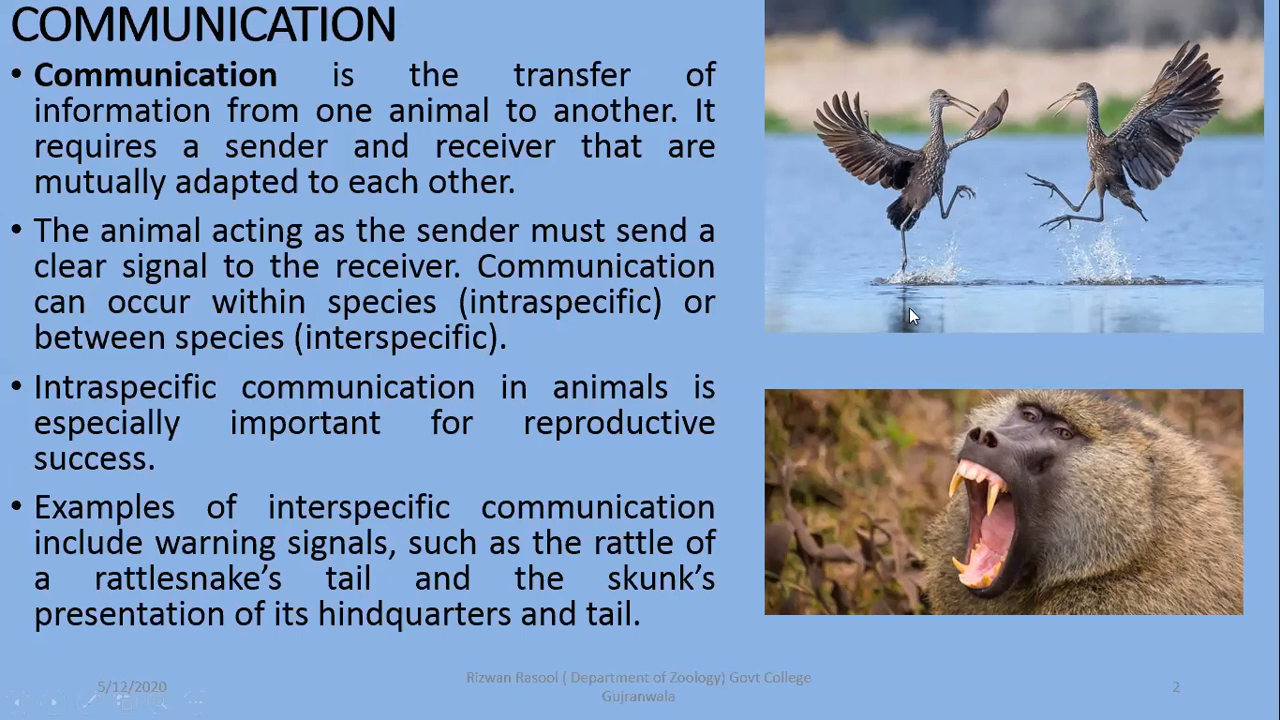 COMMUNICATION
• Communication is the transfer of
information from one animal to another. It
requires a sender and receiver that are
mutually adapted to each other.
• The animal acting as the sender must send a
clear signal to the receiver. Communication
can occur within species (intraspecific) or
between species (interspecific).
• Intraspecific communication in animals is
especially important for reproductive
success.
• Examples of interspecific communication
include warning signals, such as the rattle of
a rattlesnake’s tail and the skunk’s
presentation of its hindquarters and tail.
5/12/2020
Rizwan Rasool ( Department of Zoology) Govt College
Gujranwala
2